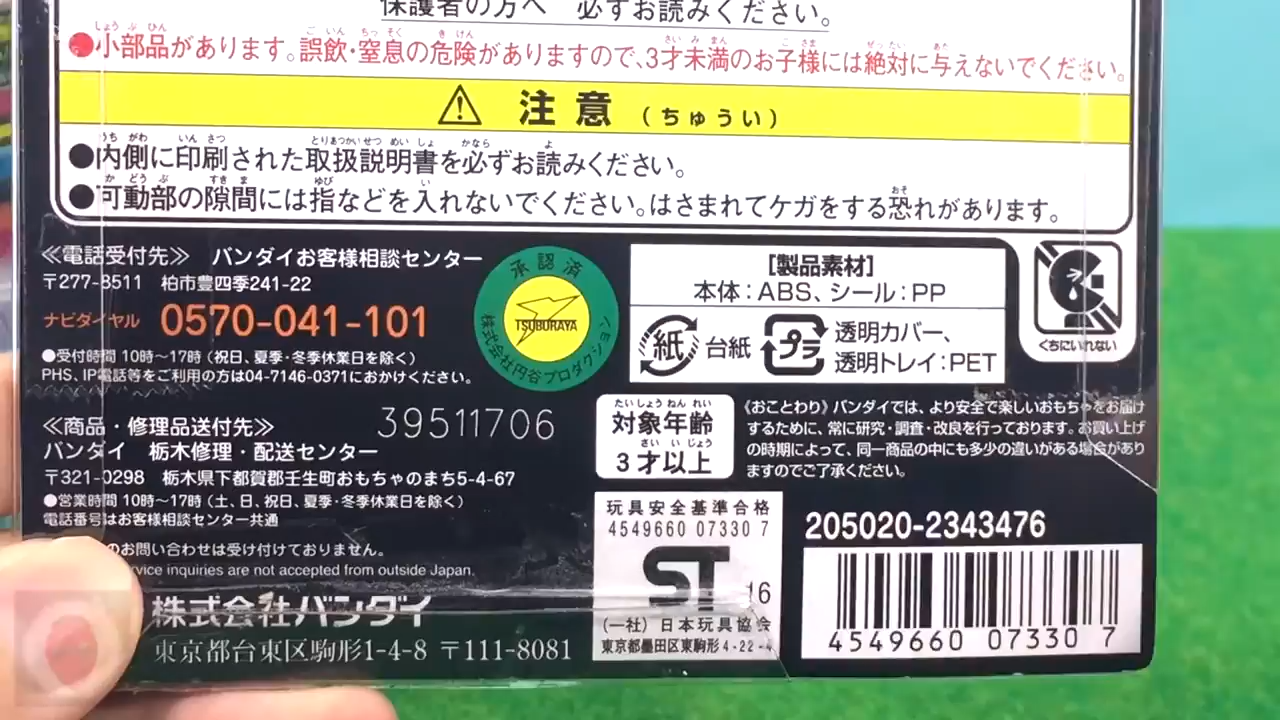 保護者の方へ 必ずお読みください。
●小部品があります。誤飲・窒息の危険がありますので、3才未満のお子様には絶対に与えないでください。
注意（ちゅうい）
●内側に印刷された取扱説明書を必ずお読みください。
●可動部の隙間には指などを入れないでください。はさまれてケガをする恐れがあります。
≪電話受付先≫ バンダイお客様相談センター
〒277-8511 柏市豊四季241-22
ナビダイヤル 0570-041-101
●受付時間 10時～17時（祝日、夏季・冬季休業日を除く）
PHS、IP電話等をご利用の方は04-7146-0371におかけください。
承認済
TSUBURAYA
株式会社円谷プロダクション
[製品素材]
本体：ABS、シール：PP
紙 台紙
プラ 透明カバー、
透明トレイ：PET
くちにいれない
≪商品・修理品送付先≫
39511706
バンダイ 栃木修理・配送センター
〒321-0298 栃木県下都賀郡壬生町おもちゃのまち5-4-67
●営業時間 10時～17時（土、日、祝日、夏季・冬季休業日を除く）
電話番号はお客様相談センター共通
のお問い合わせは受け付けておりません。
inquiries are not accepted from outside Japan.
株式会社バンダイ
東京都台東区駒形1-4-8 〒111-8081
対象年齢
3才以上
《おことわり》バンダイでは、より安全で楽しいおもちゃをお届け
するために、常に研究・調査・改良を行っております。お買い上げ
の時期によって、同一商品の中にも多少の違いがある場合があり
ますのでご了承ください。
玩具安全基準合格
4549660 07330 7
ST 16
(一社) 日本玩具協会
東京都墨田区東駒形4-22-4
205020-2343476
4549660 07330 7